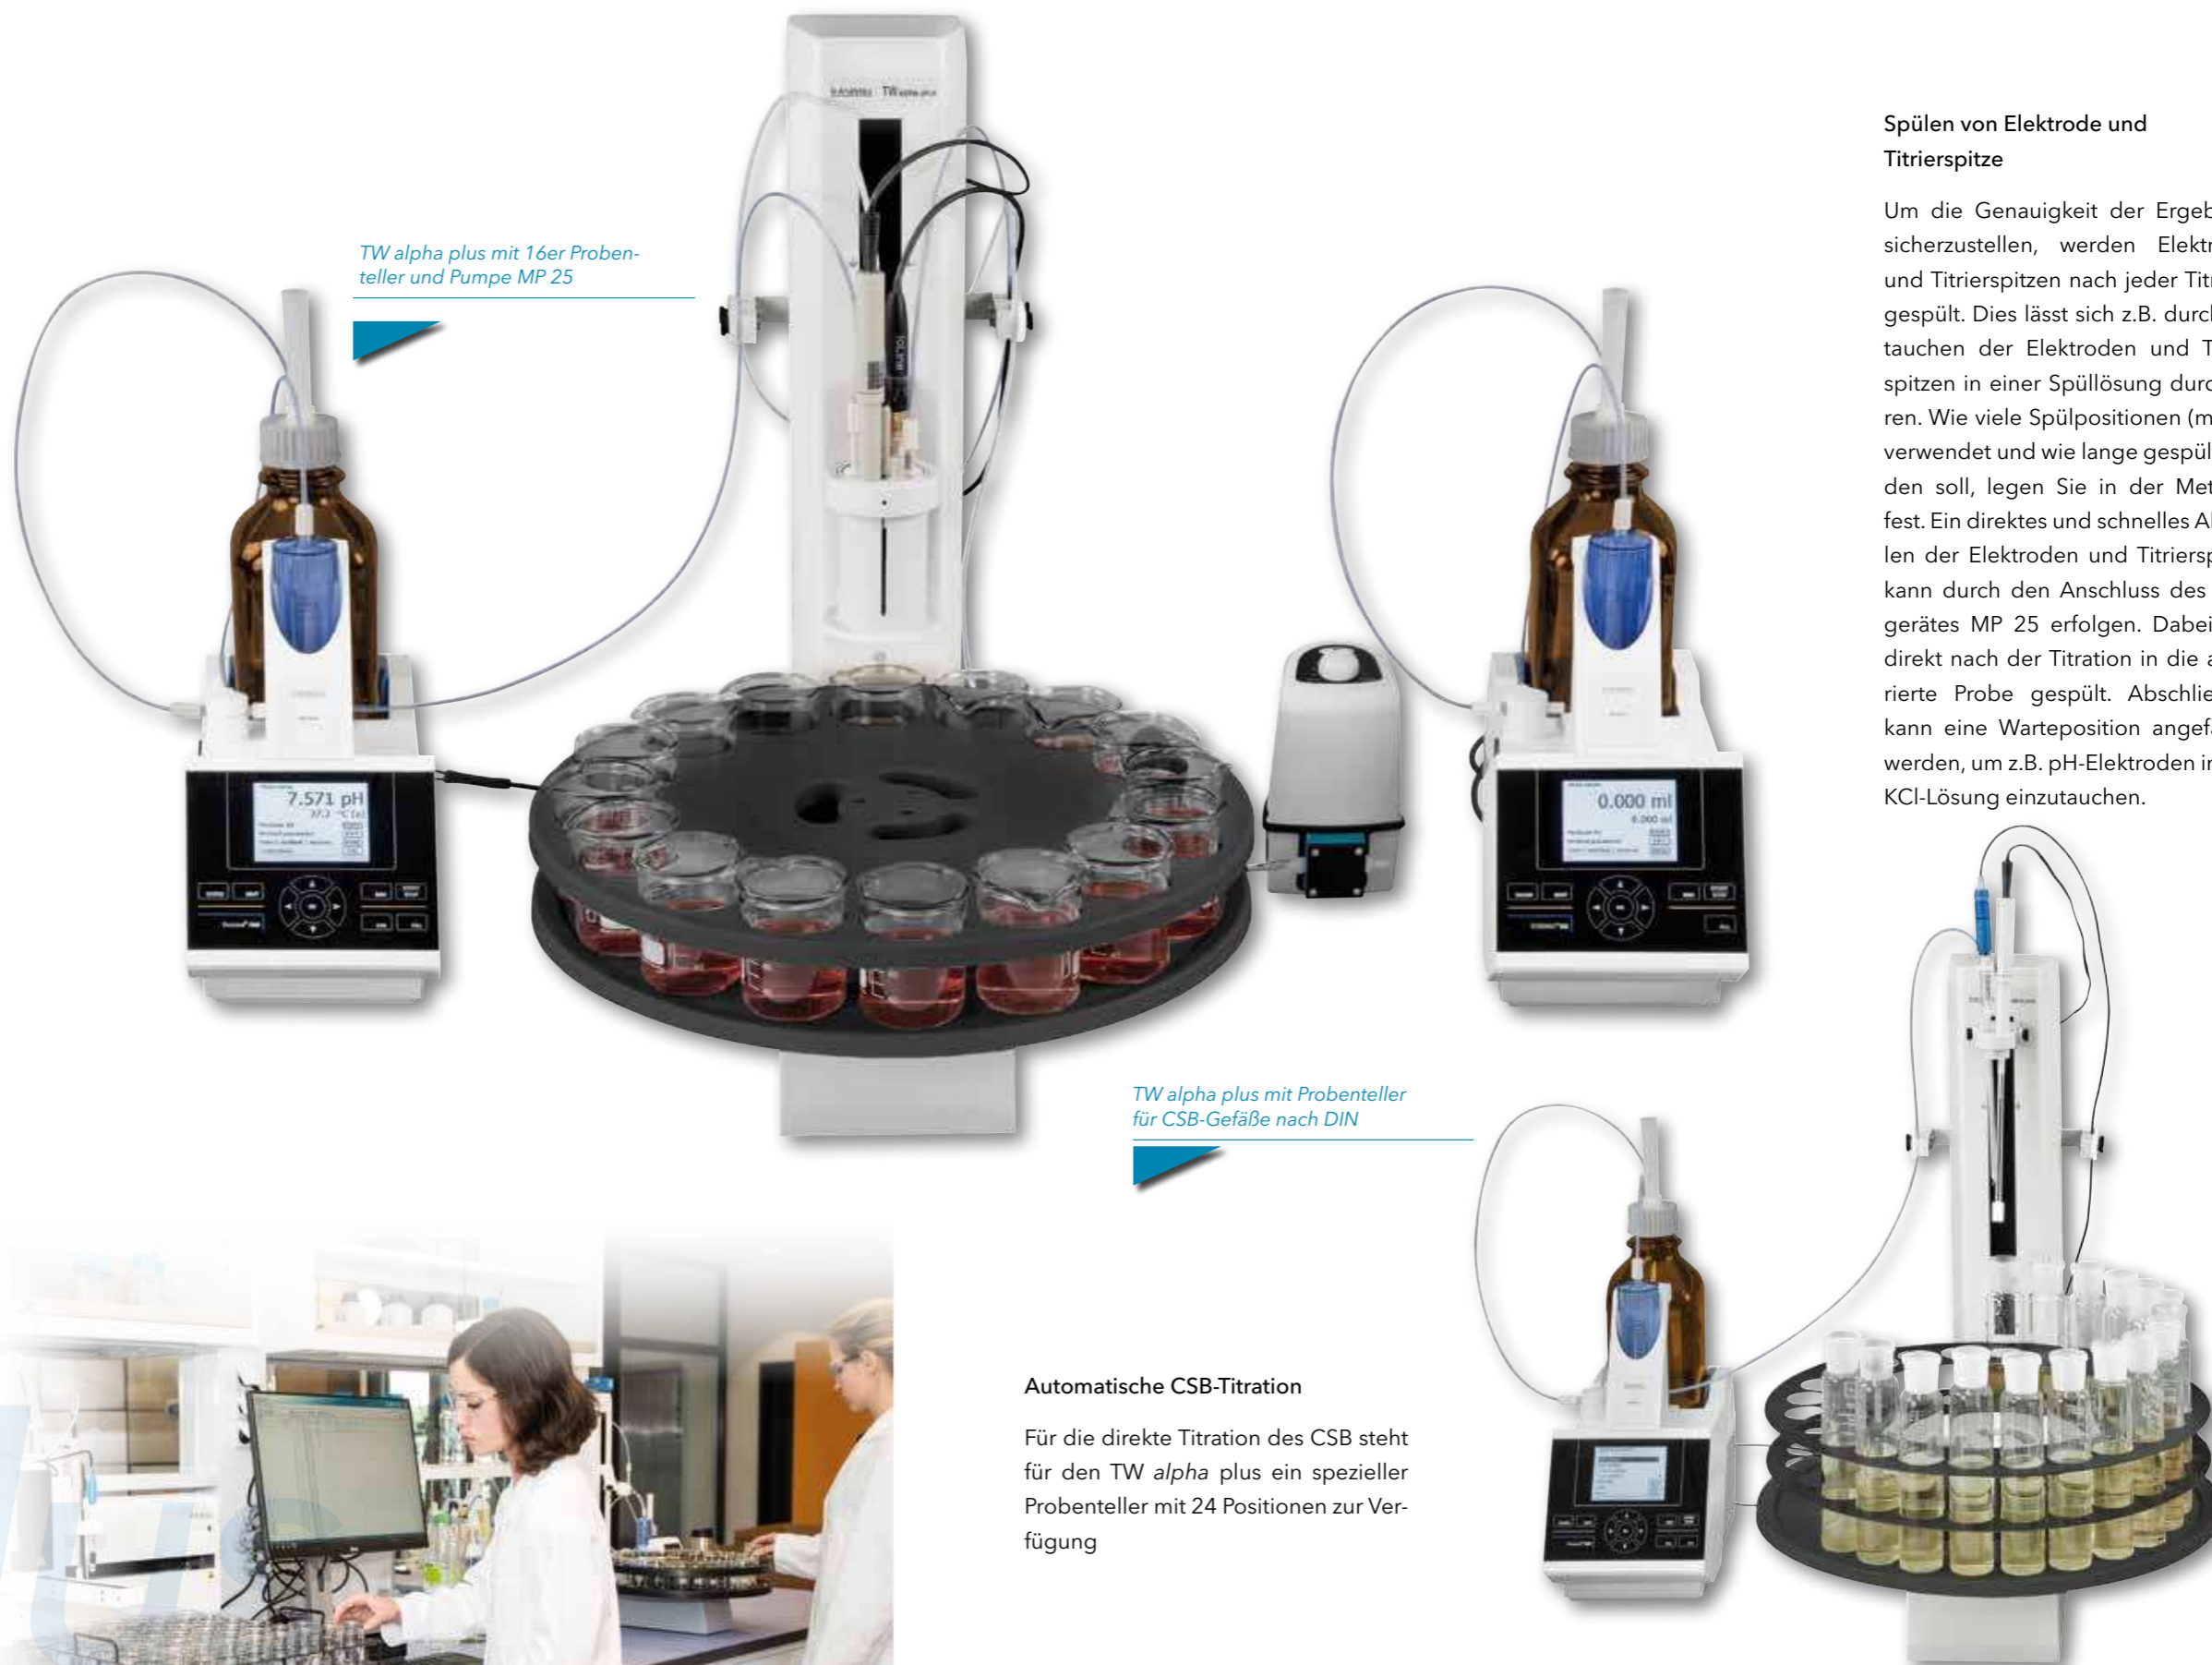 TW alpha plus
TW alpha plus mit 16er Proben-
teller und Pumpe MP 25
Spülen von Elektrode und
Titrierspitze
Um die Genauigkeit der Ergeb
sicherzustellen, werden Elektr
und Titrierspitzen nach jeder Titr
gespült. Dies lässt sich z.B. durch
tauchen der Elektroden und T
spitzen in einer Spüllösung durc
ren. Wie viele Spülpositionen (m
verwendet und wie lange gespül
den soll, legen Sie in der Met
fest. Ein direktes und schnelles A
len der Elektroden und Titriersp
kann durch den Anschluss des
gerätes MP 25 erfolgen. Dabei
direkt nach der Titration in die a
rierte Probe gespült. Abschlie
kann eine Warteposition angefa
werden, um z.B. pH-Elektroden in
KCl-Lösung einzutauchen.
7.571 pH
0.000 ml
TW alpha plus mit Probenteller
für CSB-Gefäße nach DIN
Automatische CSB-Titration
Für die direkte Titration des CSB steht
für den TW alpha plus ein spezieller
Probenteller mit 24 Positionen zur Ver-
fügung